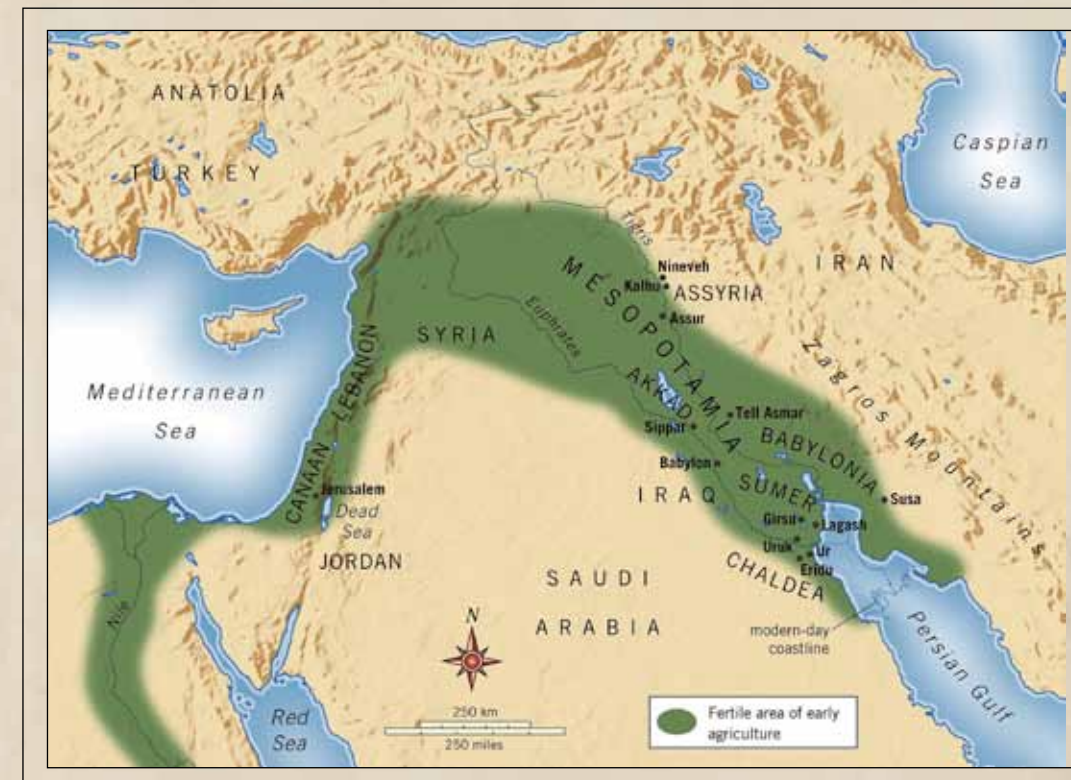 ANATOLIA
TURKEY
Caspian
Sea
Tigris
IRAN
Nineveh
Kalhu
ASSYRIA
MESOPOTAMIA
Assur
Euphrates
SYRIA
Zagros Mountains
LEBANON
AKKAD
Mediterranean
Sea
Tell Asmar
Sippar
BABYLONIA
Babylon
CANAAN
Jerusalem
Dead
Sea
IRAQ
SUMER
Susa
Girsu
Lagash
Uruk
Ur
Eridu
JORDAN
CHALDEA
SAUDI
ARABIA
Nile
N
modern-day
coastline
Persian Gulf
Red
Sea
250 km
250 miles
Fertile area of early
agriculture